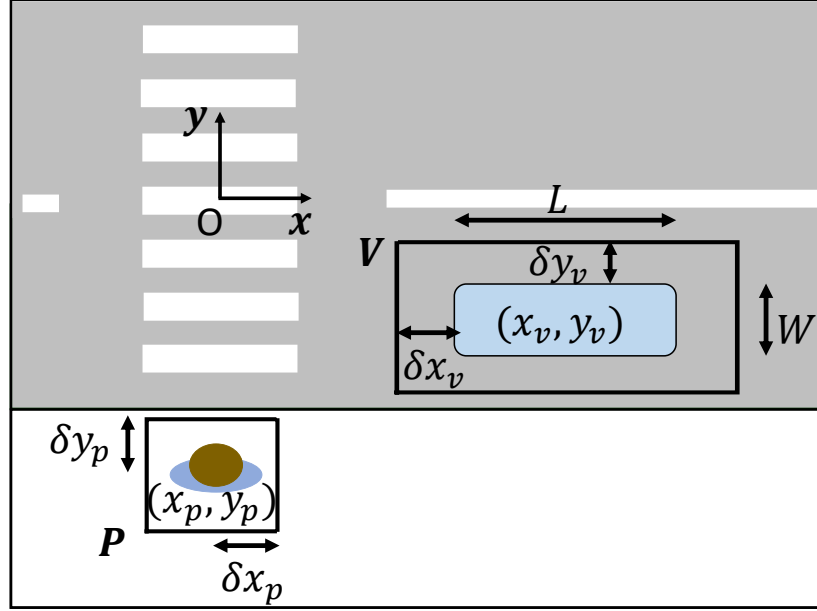 y
O
x
L
V
δy_v
(x_v, y_v)
W
δx_v
δy_p
(x_p, y_p)
P
δx_p